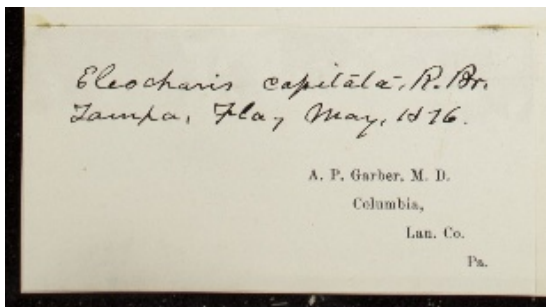 Eleocharis capitata, R. Br.
Tampa, Fla, May, 1876.
A. P. Garber, M. D.
Columbia,
Lan. Co.
Pa.